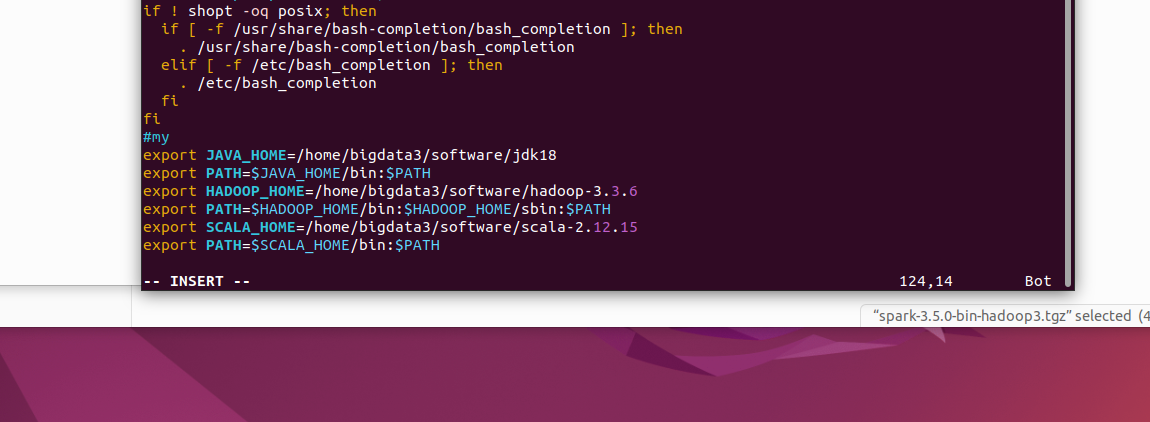 if ! shopt -oq posix; then
  if [ -f /usr/share/bash-completion/bash_completion ]; then
    . /usr/share/bash-completion/bash_completion
  elif [ -f /etc/bash_completion ]; then
    . /etc/bash_completion
  fi
fi
#my
export JAVA_HOME=/home/bigdata3/software/jdk18
export PATH=$JAVA_HOME/bin:$PATH
export HADOOP_HOME=/home/bigdata3/software/hadoop-3.3.6
export PATH=$HADOOP_HOME/bin:$HADOOP_HOME/sbin:$PATH
export SCALA_HOME=/home/bigdata3/software/scala-2.12.15
export PATH=$SCALA_HOME/bin:$PATH
-- INSERT -- 124,14 Bot
“spark-3.5.0-bin-hadoop3.tgz” selected (4